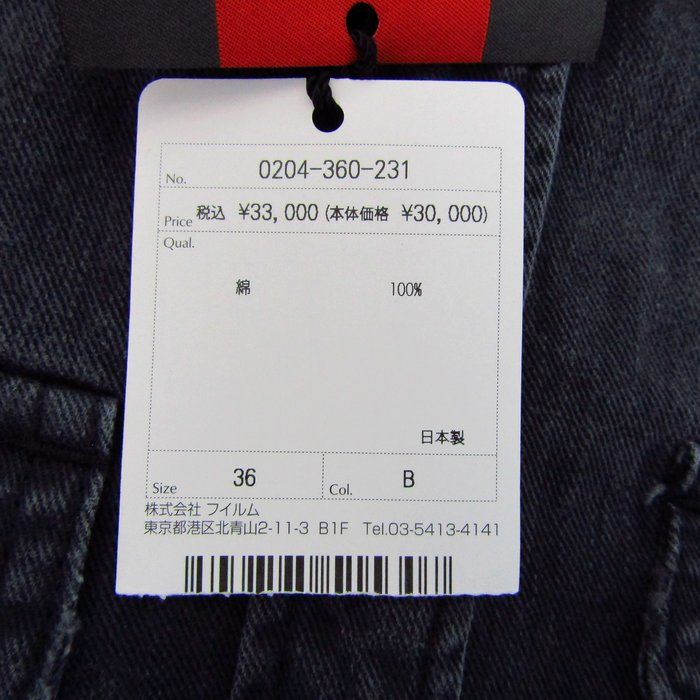 No. 0204-360-231
Price 税込 ¥33,000 (本体価格 ¥30,000)
Qual.
綿 100%
日本製
Size 36 Col. B
株式会社 フイルム
東京都港区北青山2-11-3 B1F Tel.03-5413-4141